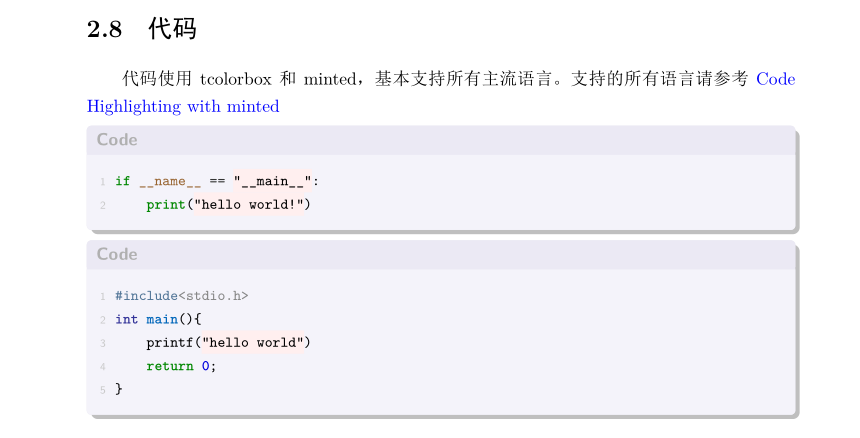 2.8 代码
代码使用 tcolorbox 和 minted，基本支持所有主流语言。支持的所有语言请参考 Code
Highlighting with minted
Code
1 if __name__ == "__main__":
2     print("hello world!")
Code
1 #include<stdio.h>
2 int main(){
3     printf("hello world")
4     return 0;
5 }